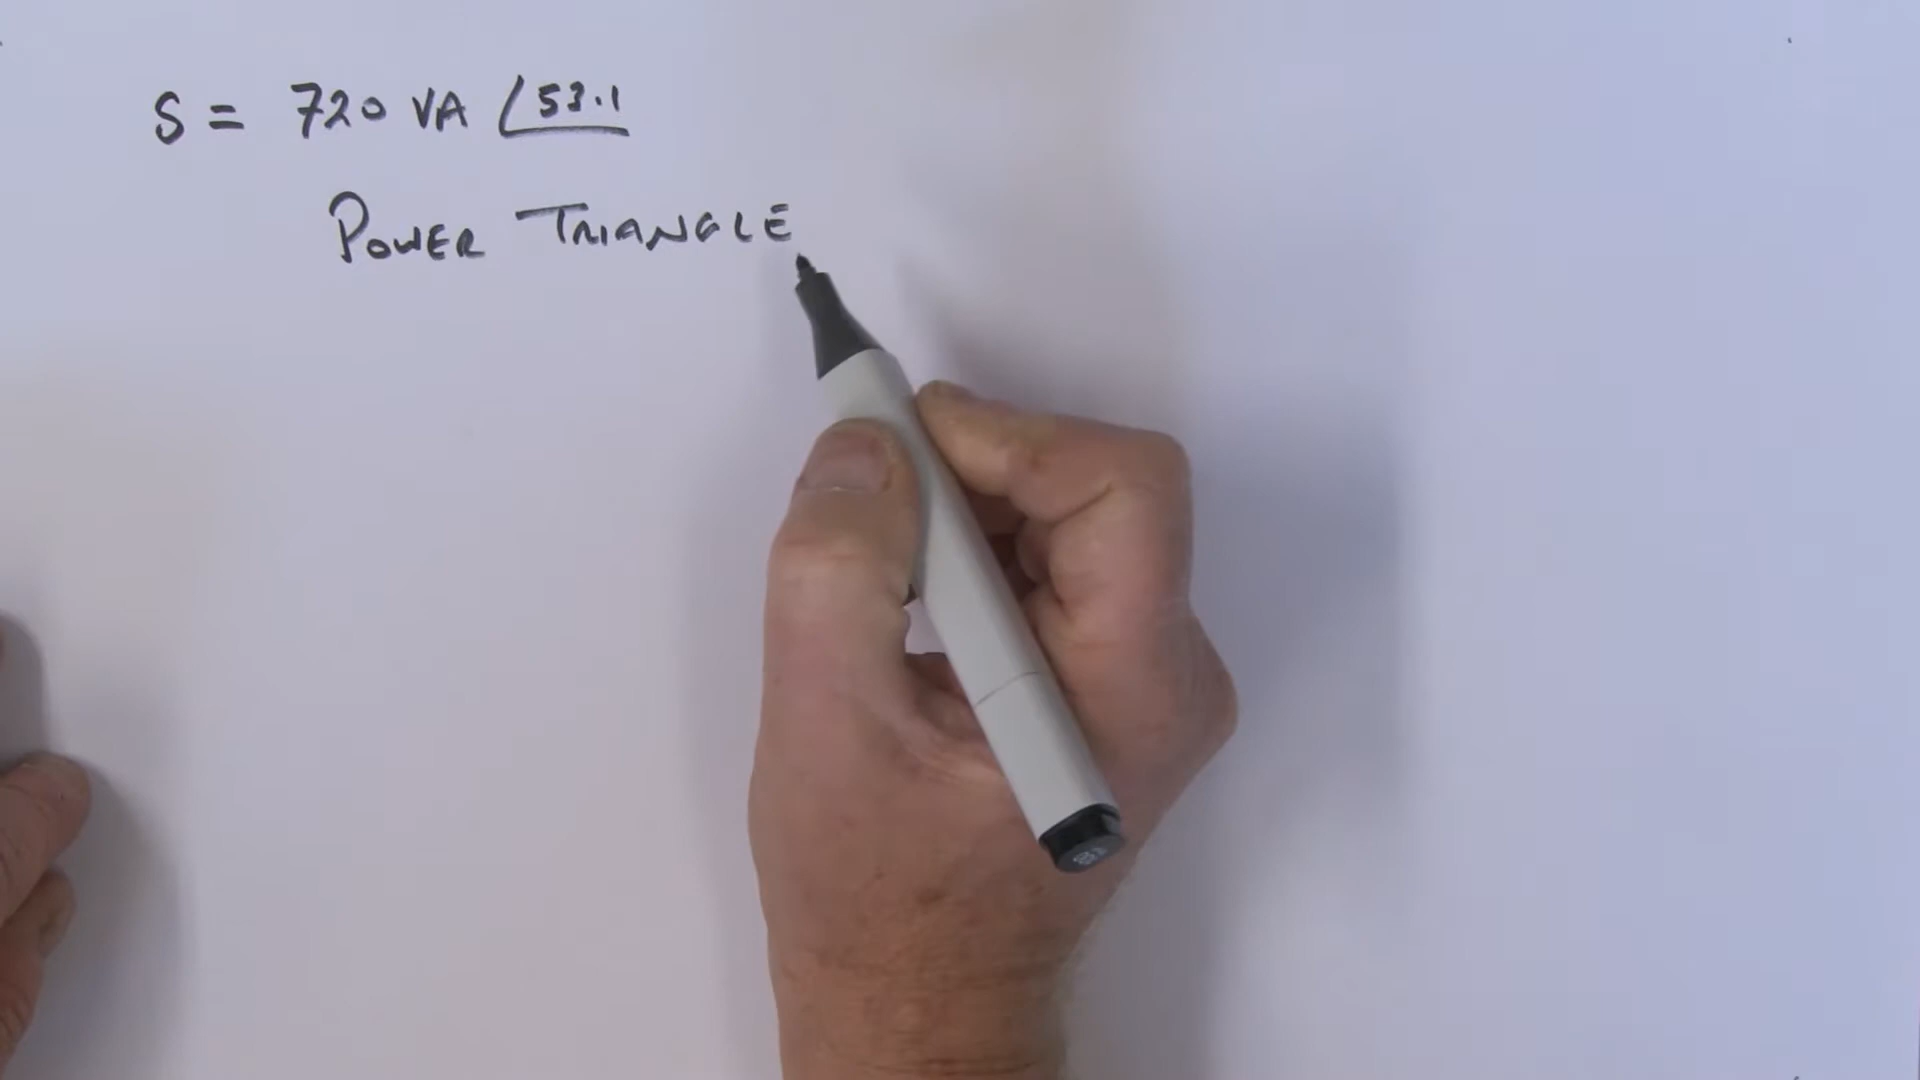 S = 720 VA ∠53.1
POWER TRIANGLE